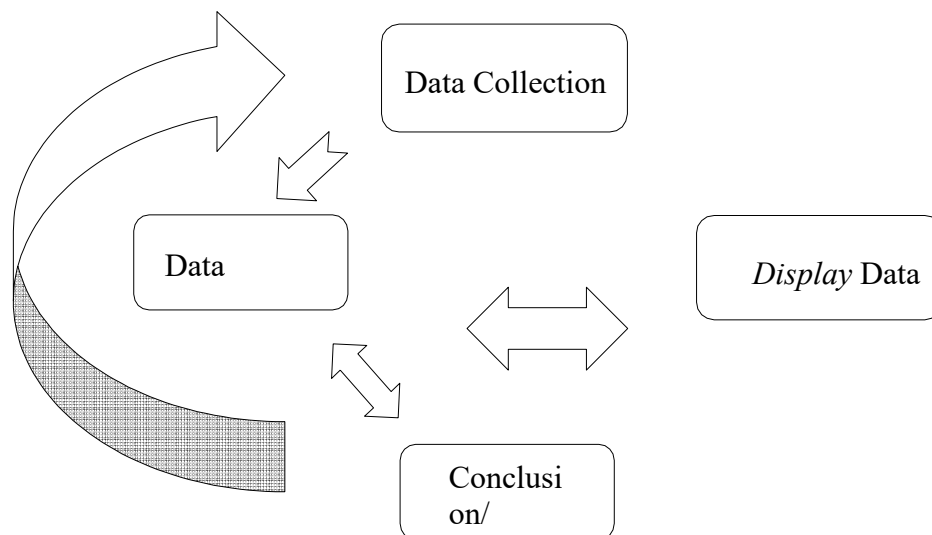 Data Collection
Data
Display Data
Conclusi
on/